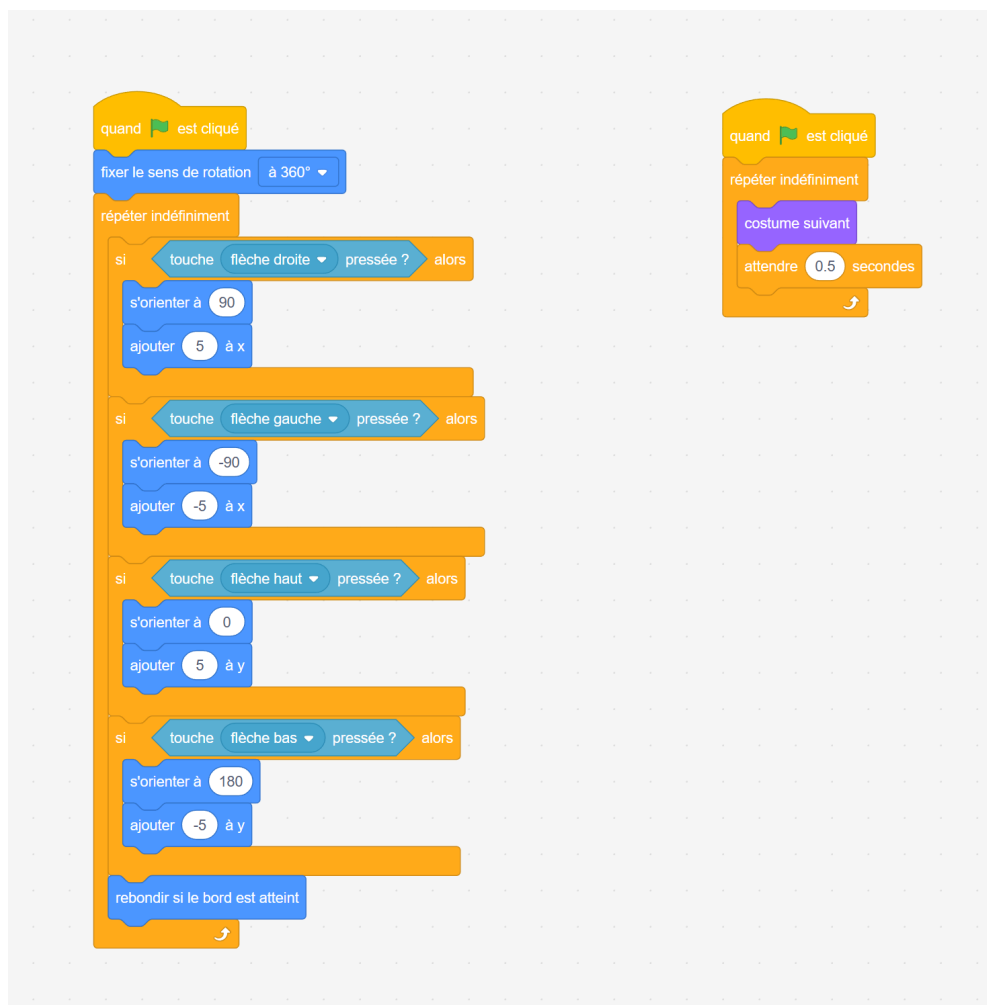 quand est cliqué
fixer le sens de rotation à 360°
répéter indéfiniment
si touche flèche droite pressée ? alors
s'orienter à 90
ajouter 5 à x
si touche flèche gauche pressée ? alors
s'orienter à -90
ajouter -5 à x
si touche flèche haut pressée ? alors
s'orienter à 0
ajouter 5 à y
si touche flèche bas pressée ? alors
s'orienter à 180
ajouter -5 à y
rebondir si le bord est atteint
quand est cliqué
répéter indéfiniment
costume suivant
attendre 0.5 secondes